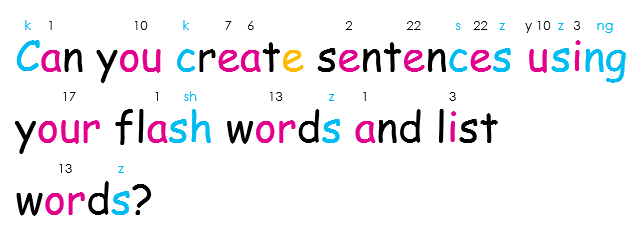 k 1 10 k 7 6 2 22 s 22 z y 10 z 3 ng
Can you create sentences using
17 1 sh 13 z 1 3
your flash words and list
13 z
words?